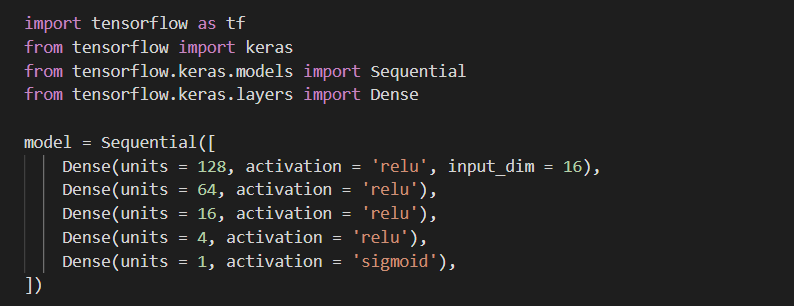 import tensorflow as tf
from tensorflow import keras
from tensorflow.keras.models import Sequential
from tensorflow.keras.layers import Dense

model = Sequential([
    Dense(units = 128, activation = 'relu', input_dim = 16),
    Dense(units = 64, activation = 'relu'),
    Dense(units = 16, activation = 'relu'),
    Dense(units = 4, activation = 'relu'),
    Dense(units = 1, activation = 'sigmoid'),
])